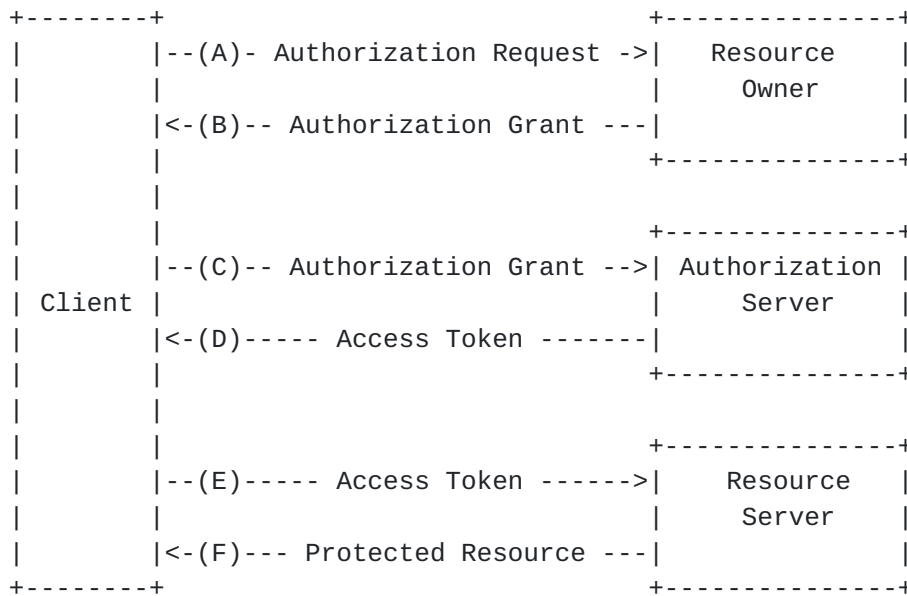 --(A)- Authorization Request -> Resource
Owner
<-(B)-- Authorization Grant ---
--(C)-- Authorization Grant --> Authorization
Client Server
<-(D)----- Access Token -------
--(E)----- Access Token ------> Resource
Server
<-(F)--- Protected Resource ---